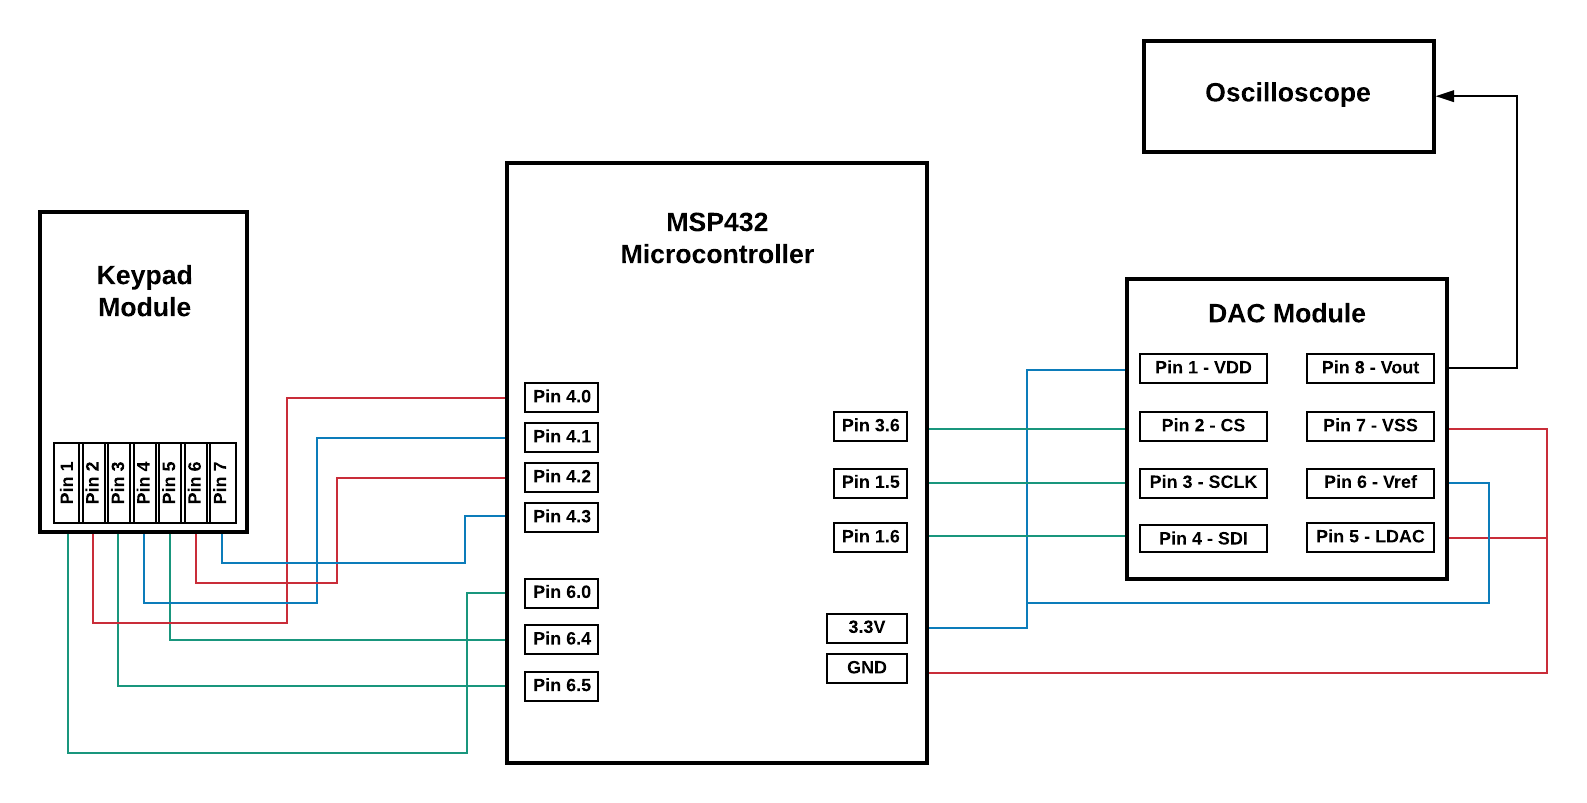 Oscilloscope
MSP432
Microcontroller
Keypad
Module
Pin 1
Pin 2
Pin 3
Pin 4
Pin 5
Pin 6
Pin 7
Pin 4.0
Pin 4.1
Pin 4.2
Pin 4.3
Pin 6.0
Pin 6.4
Pin 6.5
Pin 3.6
Pin 1.5
Pin 1.6
3.3V
GND
DAC Module
Pin 1 - VDD
Pin 2 - CS
Pin 3 - SCLK
Pin 4 - SDI
Pin 8 - Vout
Pin 7 - VSS
Pin 6 - Vref
Pin 5 - LDAC